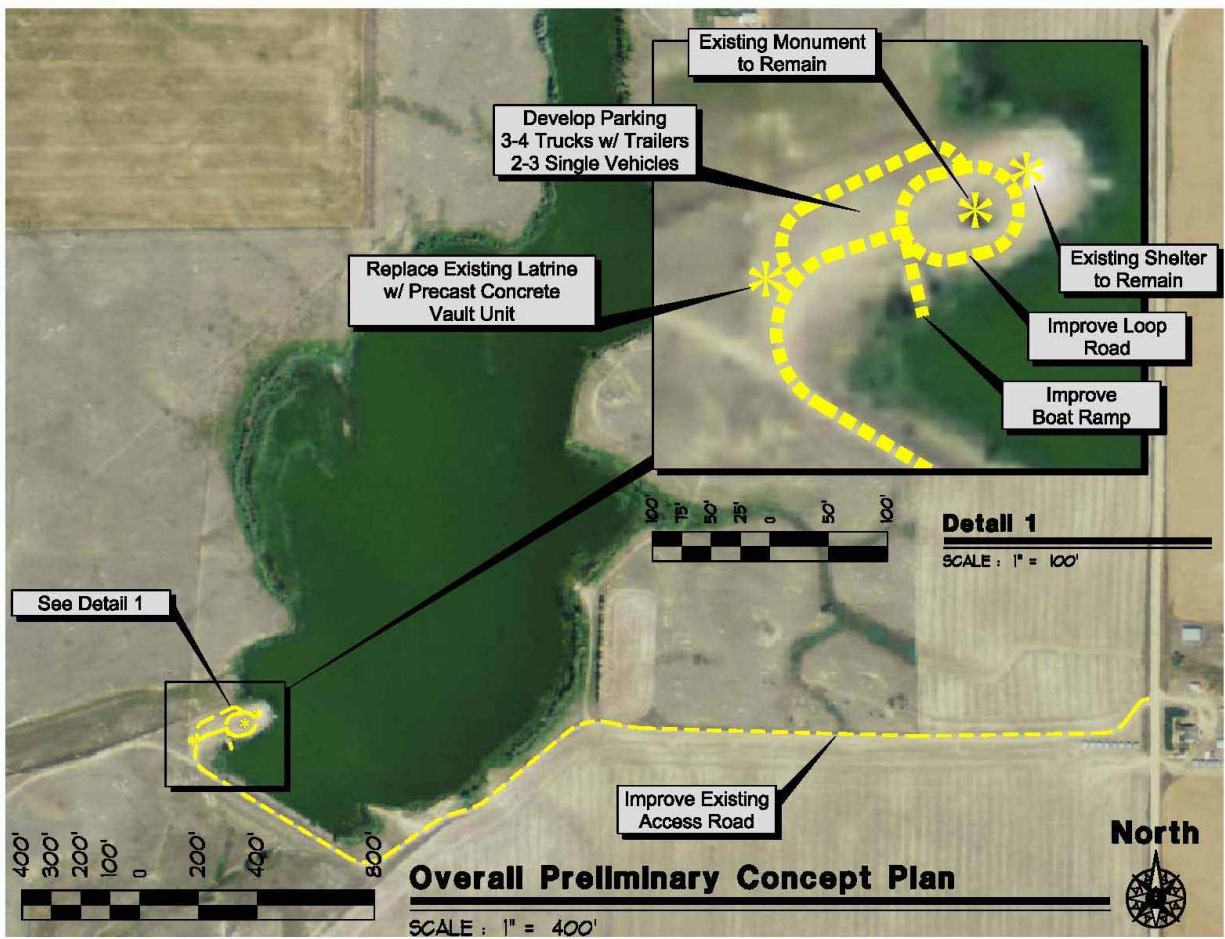 Existing Monument
to Remain
Develop Parking
3-4 Trucks w/ Trailers
2-3 Single Vehicles
Replace Existing Latrine
w/ Precast Concrete
Vault Unit
Existing Shelter
to Remain
Improve Loop
Road
Improve
Boat Ramp
100' 75' 50' 25' 0 50' 100'
Detail 1
SCALE : 1" = 100'
See Detail 1
Improve Existing
Access Road
North
400' 300' 200' 100' 0 200' 400' 800'
Overall Preliminary Concept Plan
SCALE : 1" = 400'